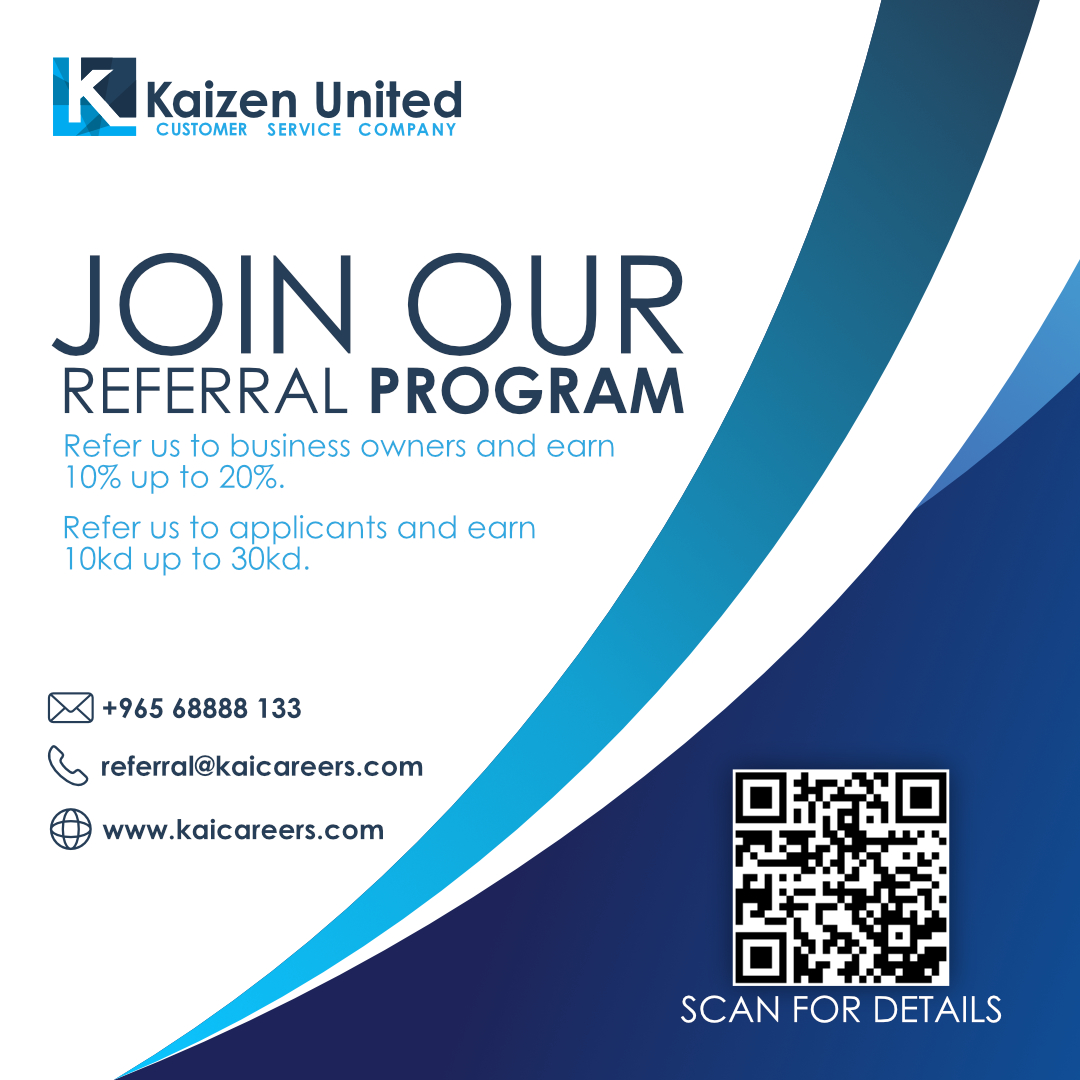 K
Kaizen United
CUSTOMER SERVICE COMPANY
JOIN OUR
REFERRAL PROGRAM
Refer us to business owners and earn
10% up to 20%.
Refer us to applicants and earn
10kd up to 30kd.
+965 68888 133
referral@kaicareers.com
www.kaicareers.com
SCAN FOR DETAILS